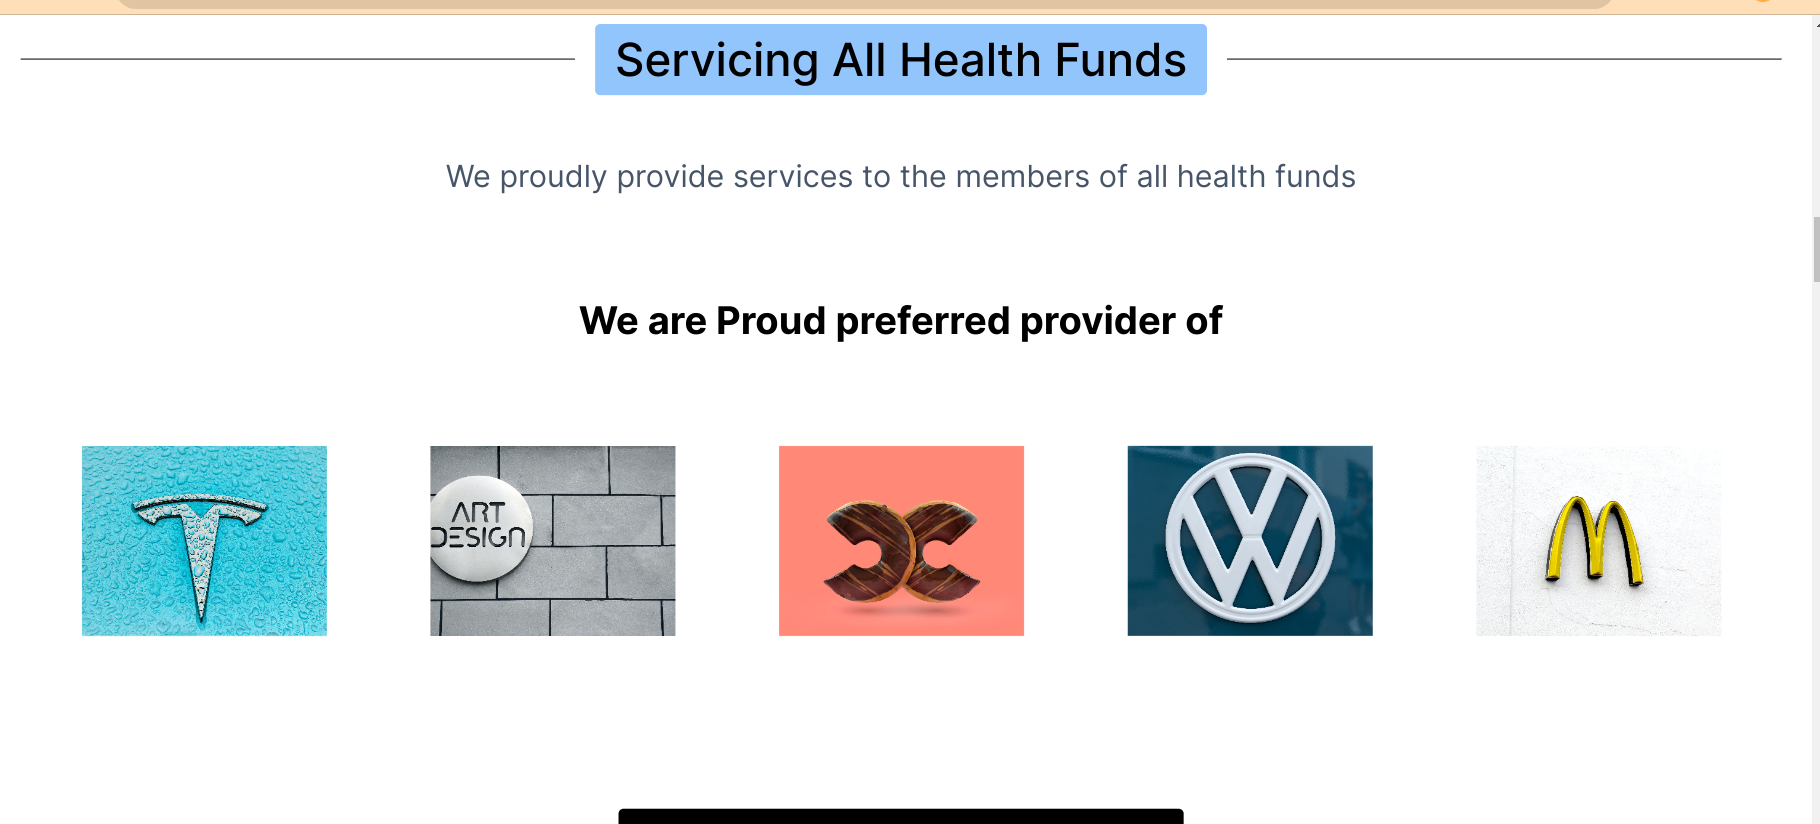 Servicing All Health Funds
We proudly provide services to the members of all health funds
We are Proud preferred provider of
ART
DESIGN